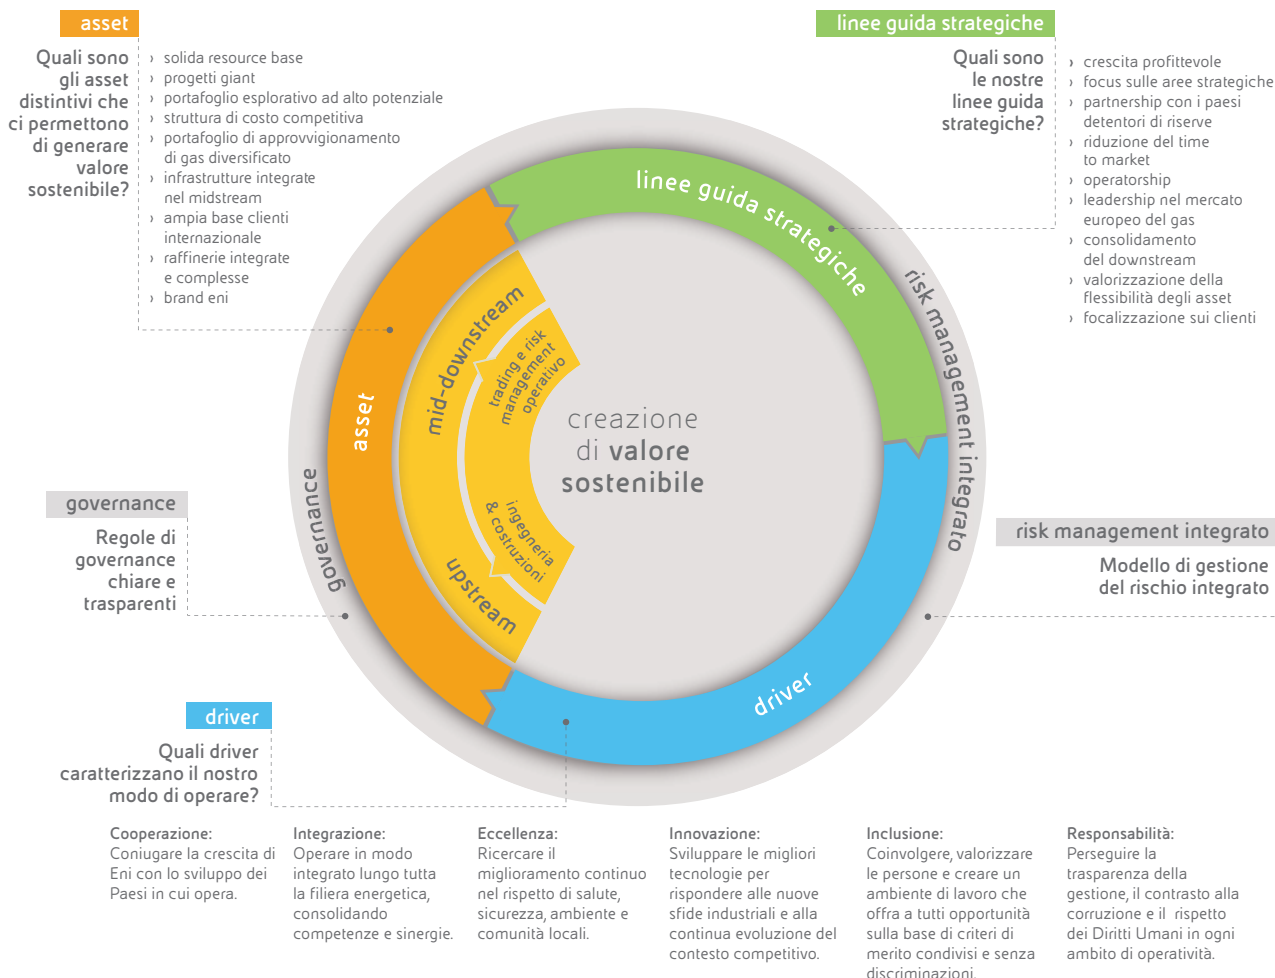 asset
Quali sono
gli asset
distintivi che
ci permettono
di generare
valore
sostenibile?
› solida resource base
› progetti giant
› portafoglio esplorativo ad alto potenziale
› struttura di costo competitiva
› portafoglio di approvvigionamento
di gas diversificato
› infrastrutture integrate
nel midstream
› ampia base clienti
internazionale
› raffinerie integrate
e complesse
› brand eni
linee guida strategiche
Quali sono
le nostre
linee guida
strategiche?
› crescita profittevole
› focus sulle aree strategiche
› partnership con i paesi
detentori di riserve
› riduzione del time
to market
› operatorship
› leadership nel mercato
europeo del gas
› consolidamento
del downstream
› valorizzazione della
flessibilità degli asset
› focalizzazione sui clienti
linee guida strategiche
risk management integrato
asset
governance
driver
mid-downstream
upstream
trading e risk
management
operativo
ingegneria
& costruzioni
creazione
di valore
sostenibile
governance
Regole di
governance
chiare e
trasparenti
risk management integrato
Modello di gestione
del rischio integrato
driver
Quali driver
caratterizzano il nostro
modo di operare?
Cooperazione:
Coniugare la crescita di
Eni con lo sviluppo dei
Paesi in cui opera.
Integrazione:
Operare in modo
integrato lungo tutta
la filiera energetica,
consolidando
competenze e sinergie.
Eccellenza:
Ricercare il
miglioramento continuo
nel rispetto di salute,
sicurezza, ambiente e
comunità locali.
Innovazione:
Sviluppare le migliori
tecnologie per
rispondere alle nuove
sfide industriali e alla
continua evoluzione del
contesto competitivo.
Inclusione:
Coinvolgere, valorizzare
le persone e creare un
ambiente di lavoro che
offra a tutti opportunità
sulla base di criteri di
merito condivisi e senza
discriminazioni.
Responsabilità:
Perseguire la
trasparenza della
gestione, il contrasto alla
corruzione e il rispetto
dei Diritti Umani in ogni
ambito di operatività.